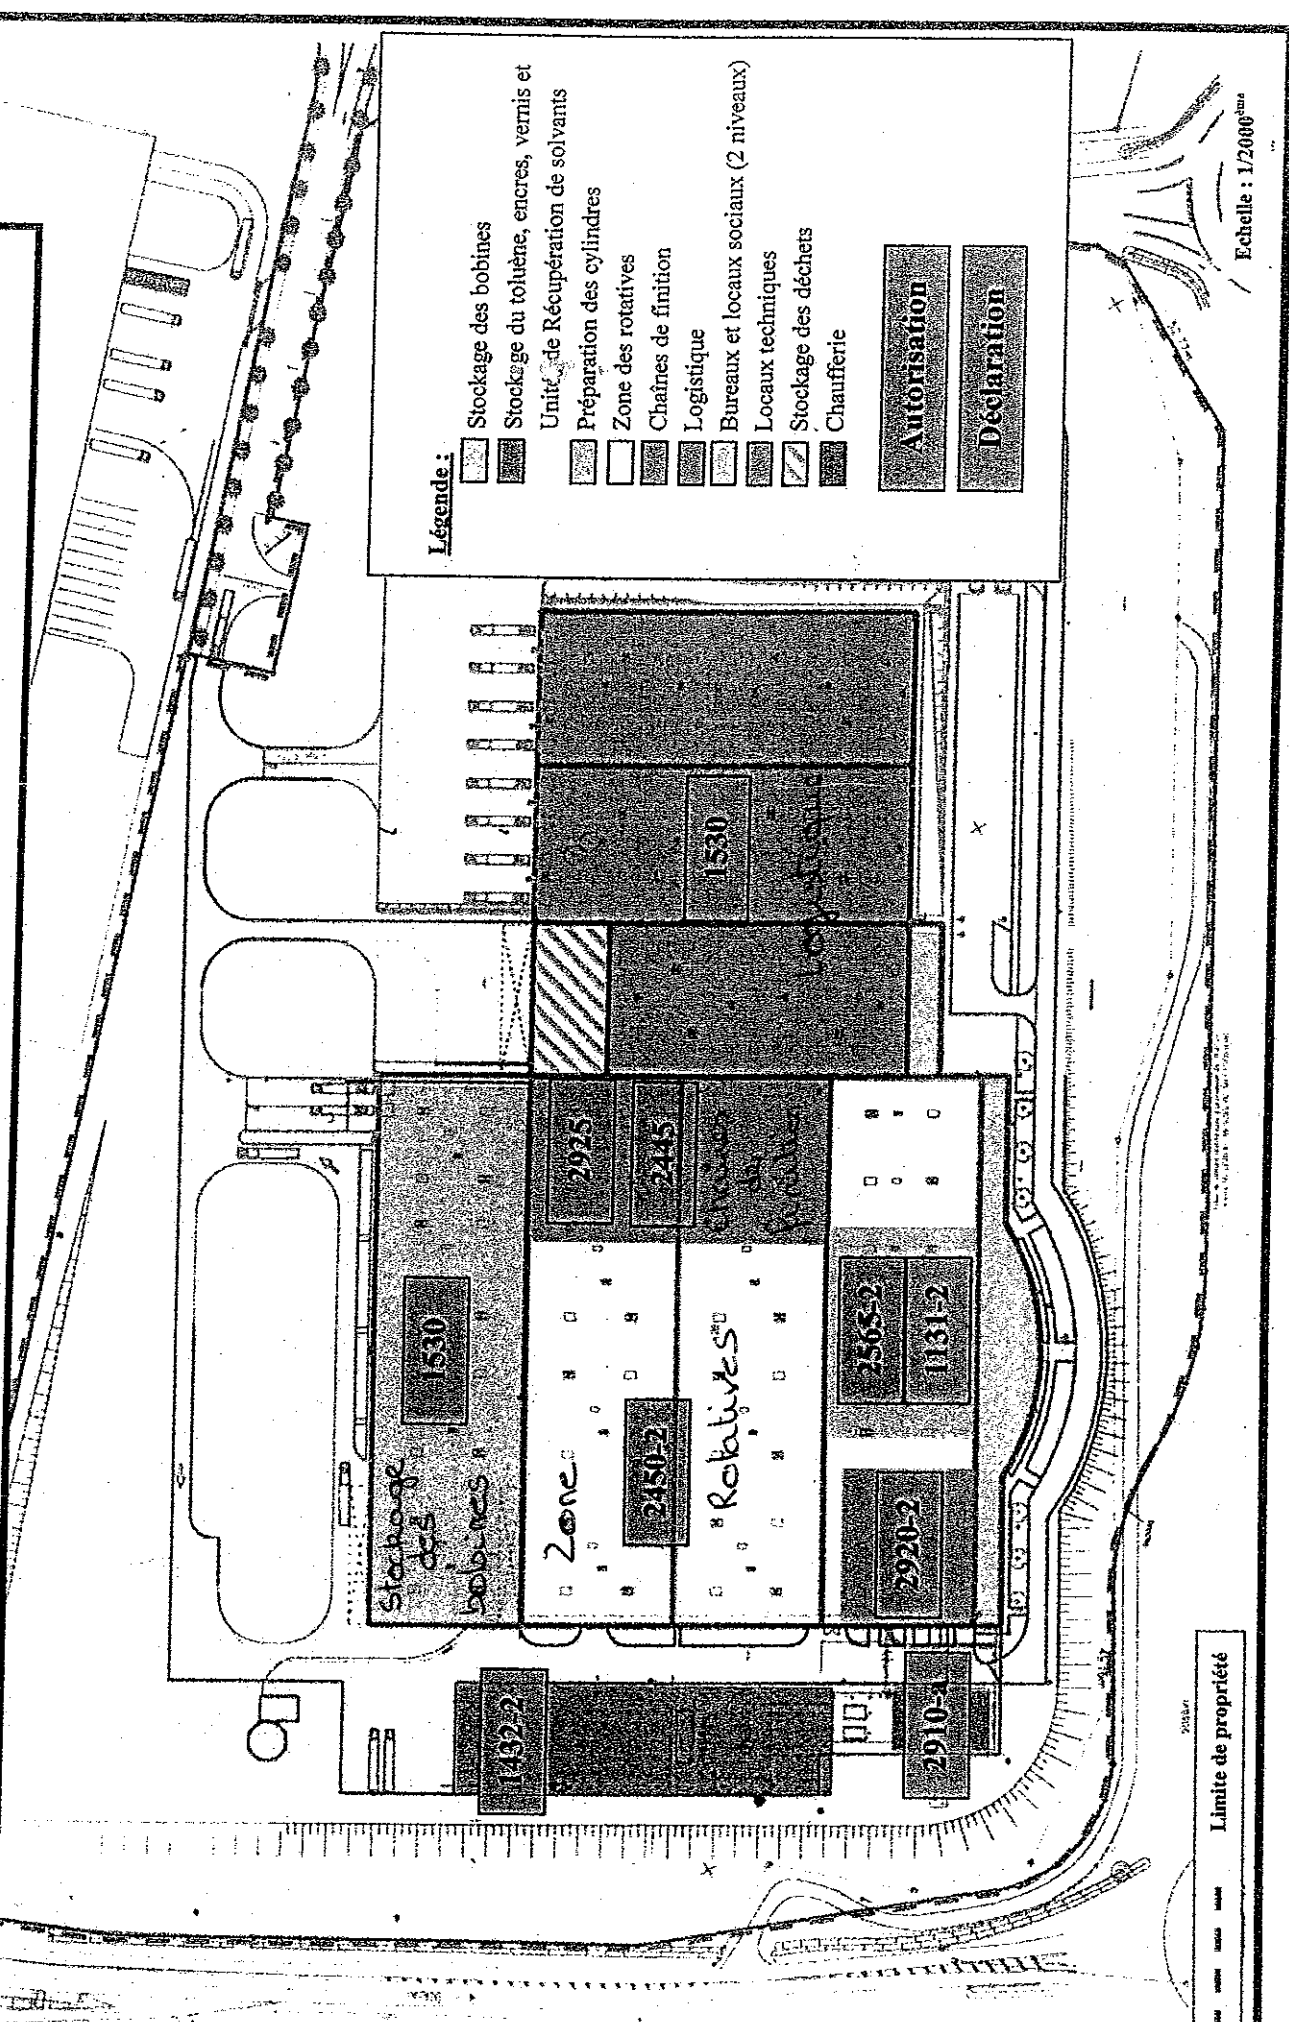 Légende :
Stockage des bobines
Stockage du toluène, encres, vernis et
Unité de Récupération de solvants
Préparation des cylindres
Zone des rotatives
Chaînes de finition
Logistique
Bureaux et locaux sociaux (2 niveaux)
Locaux techniques
Stockage des déchets
Chaufferie
Autorisation
Déclaration
Echelle : 1/2000ème
1530
Logistique
2925
2445
Chaînes
de
finition
1530
Stockage
des
bobines
Zone
2450-2
Rotatives
2565-2
1131-2
2920-2
1432-2
2910-a
Limite de propriété